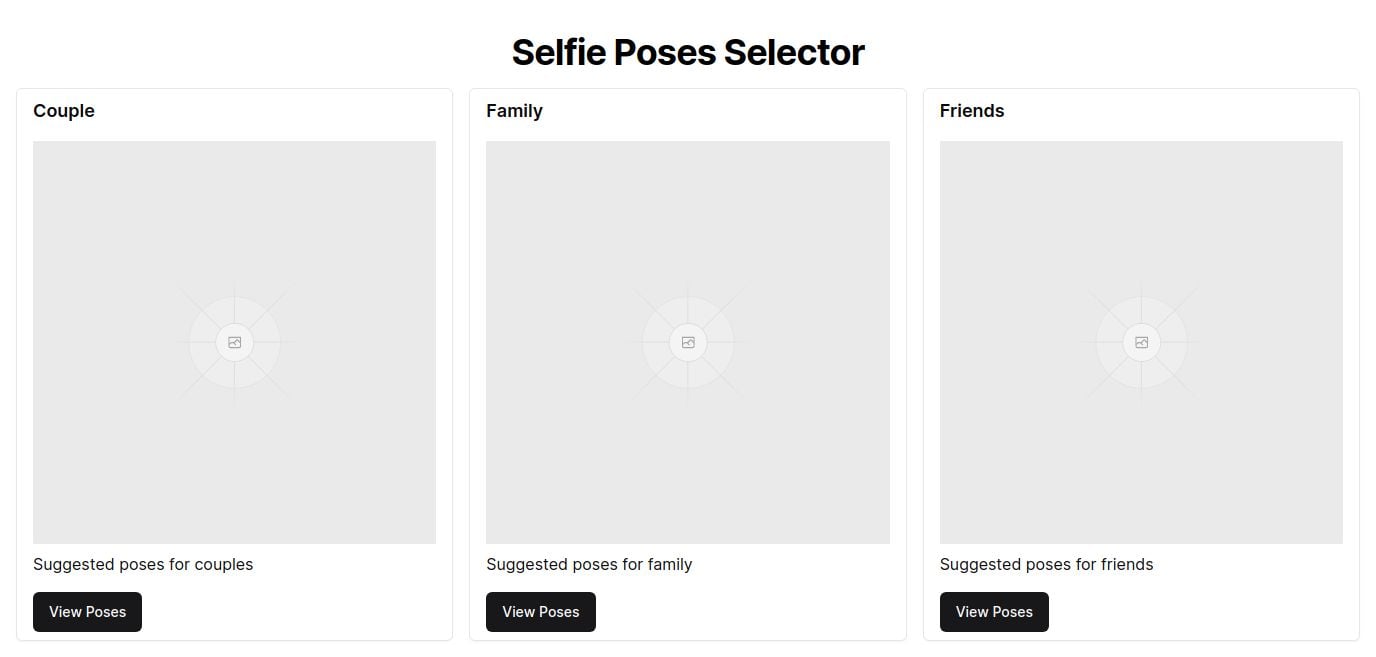 Selfie Poses Selector
Couple
Suggested poses for couples
View Poses
Family
Suggested poses for family
View Poses
Friends
Suggested poses for friends
View Poses